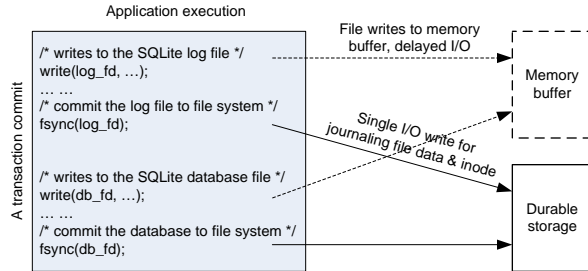 Application execution
A transaction commit
/* writes to the SQLite log file */
write(log_fd, …);
… …
/* commit the log file to file system */
fsync(log_fd);
/* writes to the SQLite database file */
write(db_fd, …);
… …
/* commit the database to file system */
fsync(db_fd);
File writes to memory
buffer, delayed I/O
Single I/O write for
journaling file data & inode
Memory
buffer
Durable
storage